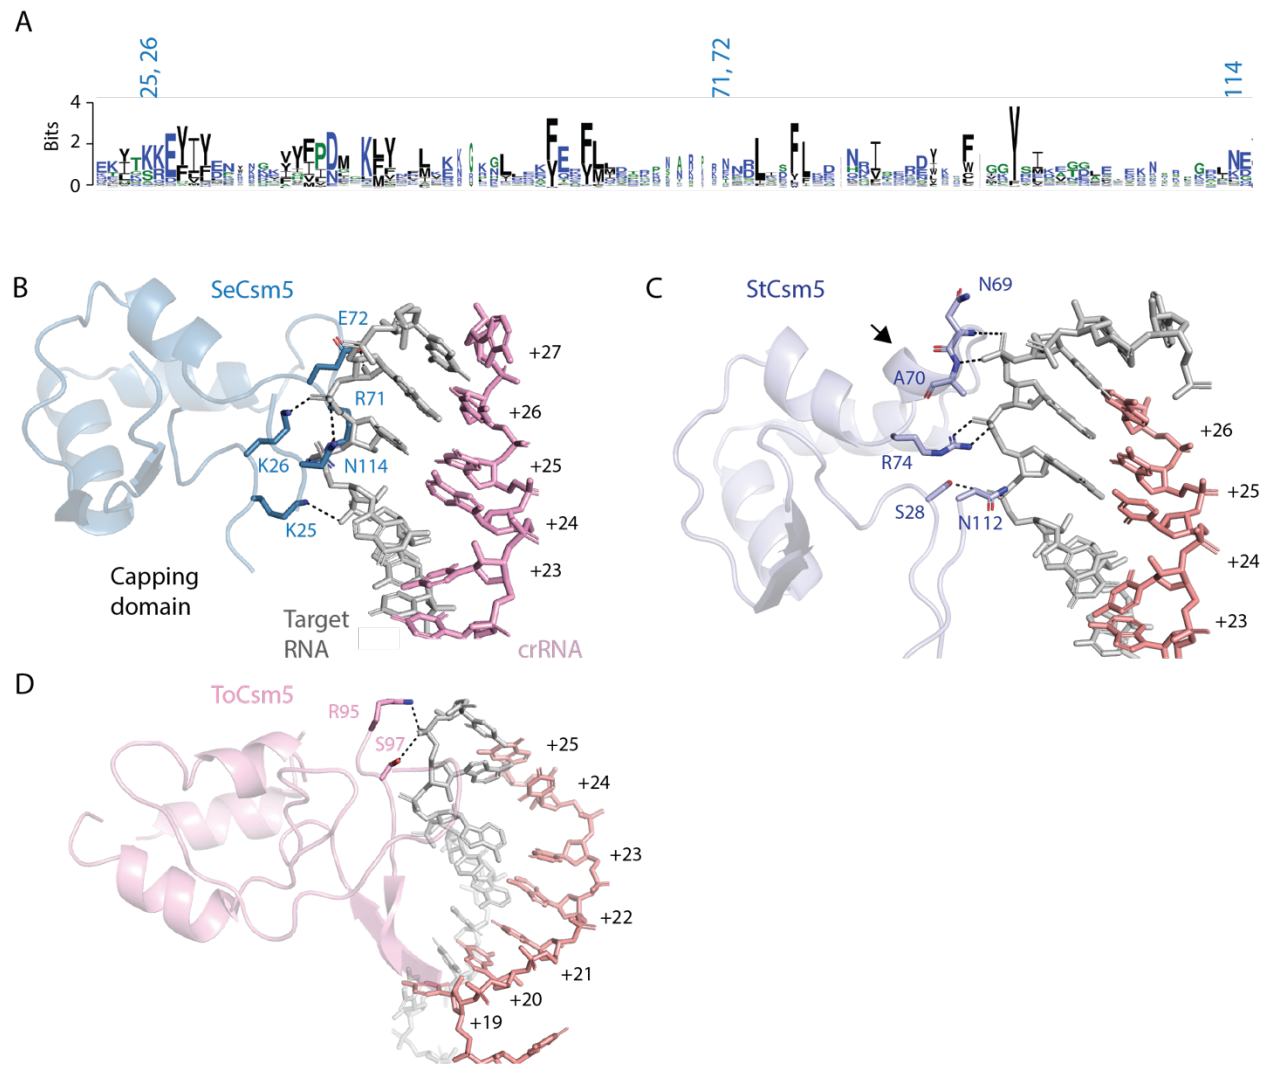 A
25, 26
71, 72
114
4
Bits
2
0
B
SeCsm5
E72
+27
R71
+26
K26
N114
+25
K25
+24
+23
Capping
domain
Target
RNA
crRNA
C
StCsm5
N69
A70
R74
+26
+25
S28
N112
+24
+23
D
ToCsm5
R95
S97
+25
+24
+23
+22
+21
+20
+19